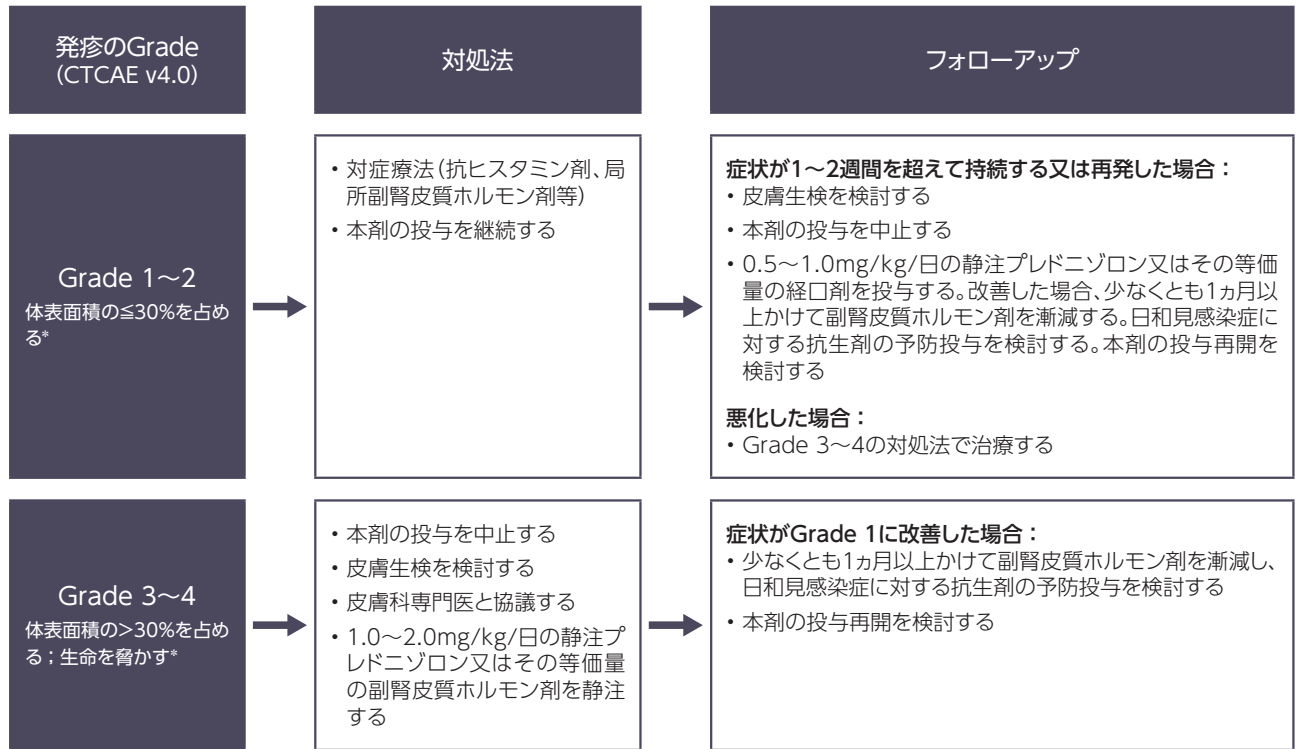 発疹のGrade
(CTCAE v4.0)
対処法
フォローアップ
Grade 1～2
体表面積の≦30%を占め
る*
・対症療法（抗ヒスタミン剤、局
所副腎皮質ホルモン剤等）
・本剤の投与を継続する
症状が1～2週間を超えて持続する又は再発した場合：
・皮膚生検を検討する
・本剤の投与を中止する
・0.5～1.0mg/kg/日の静注プレドニゾロン又はその等価
量の経口剤を投与する。改善した場合、少なくとも1ヵ月以
上かけて副腎皮質ホルモン剤を漸減する。日和見感染症に
対する抗生剤の予防投与を検討する。本剤の投与再開を
検討する
悪化した場合：
・Grade 3～4の対処法で治療する
Grade 3～4
体表面積の>30%を占め
る；生命を脅かす*
・本剤の投与を中止する
・皮膚生検を検討する
・皮膚科専門医と協議する
・1.0～2.0mg/kg/日の静注プ
レドニゾロン又はその等価量
の副腎皮質ホルモン剤を静注
する
症状がGrade 1に改善した場合：
・少なくとも1ヵ月以上かけて副腎皮質ホルモン剤を漸減し、
日和見感染症に対する抗生剤の予防投与を検討する
・本剤の投与再開を検討する